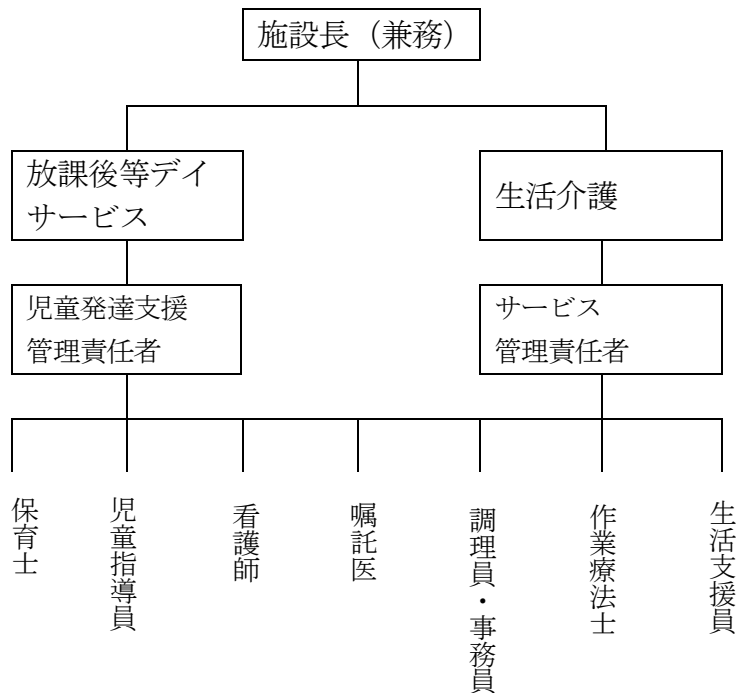 施設長（兼務）
放課後等デイ
サービス
生活介護
児童発達支援
管理責任者
サービス
管理責任者
保育士
児童指導員
看護師
嘱託医
調理員・事務員
作業療法士
生活支援員